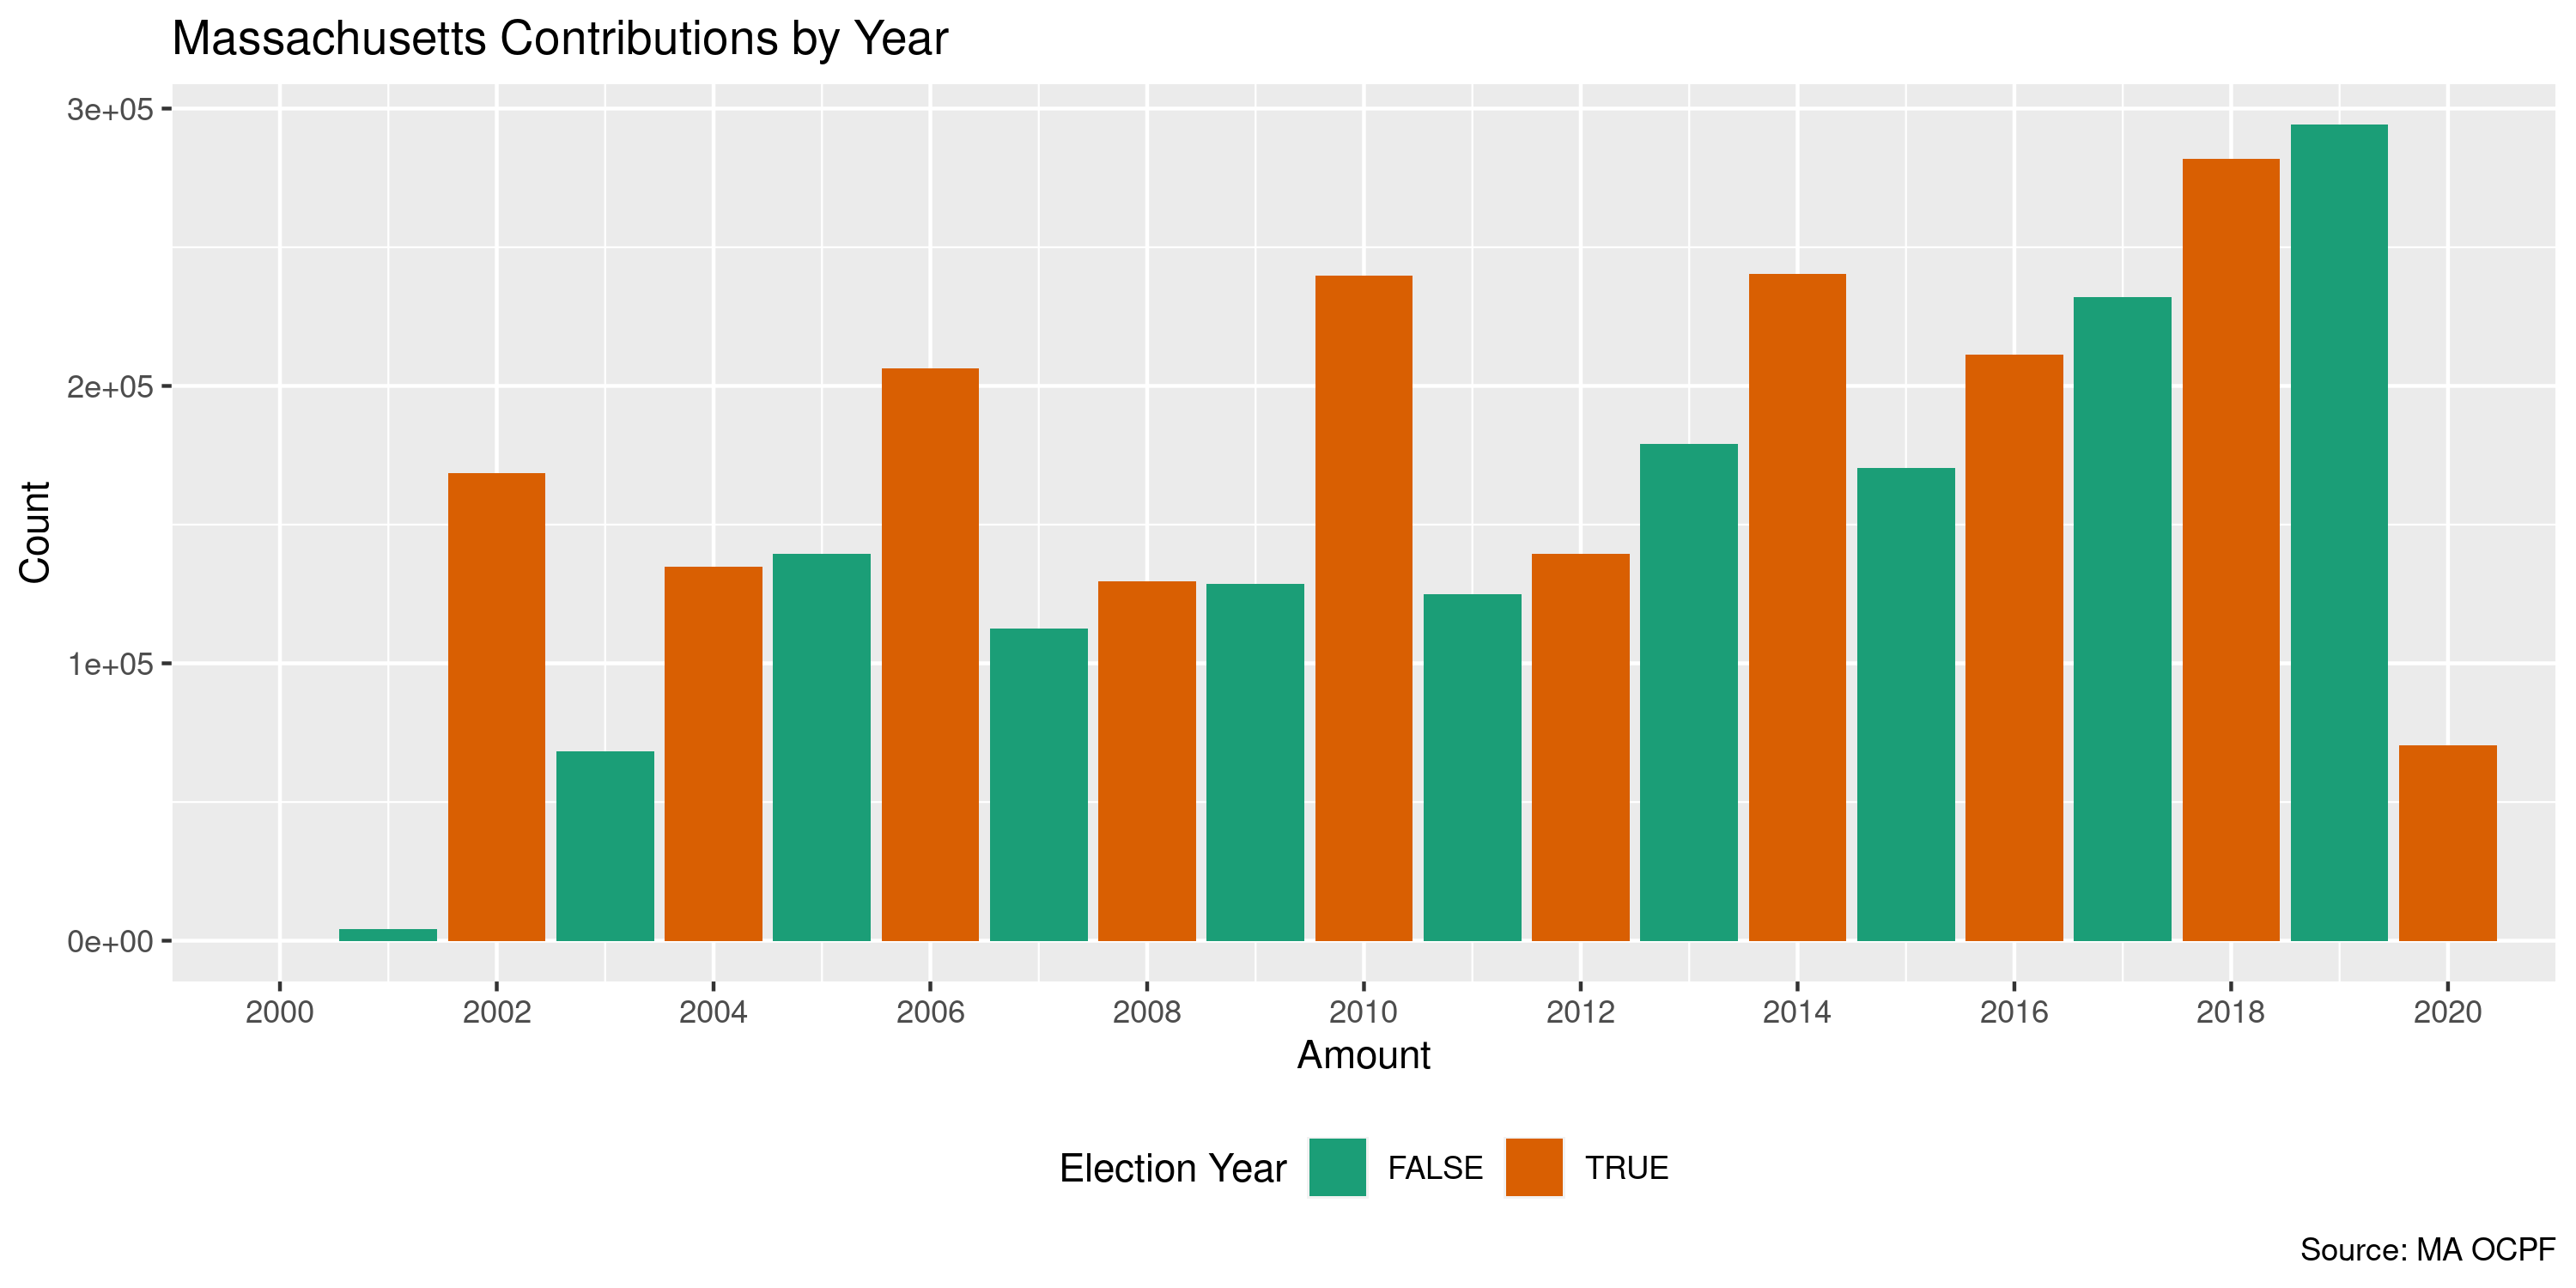 Massachusetts Contributions by Year
3e+05
2e+05
1e+05
0e+00
Count
2000 2002 2004 2006 2008 2010 2012 2014 2016 2018 2020
Amount
Election Year FALSE TRUE
Source: MA OCPF